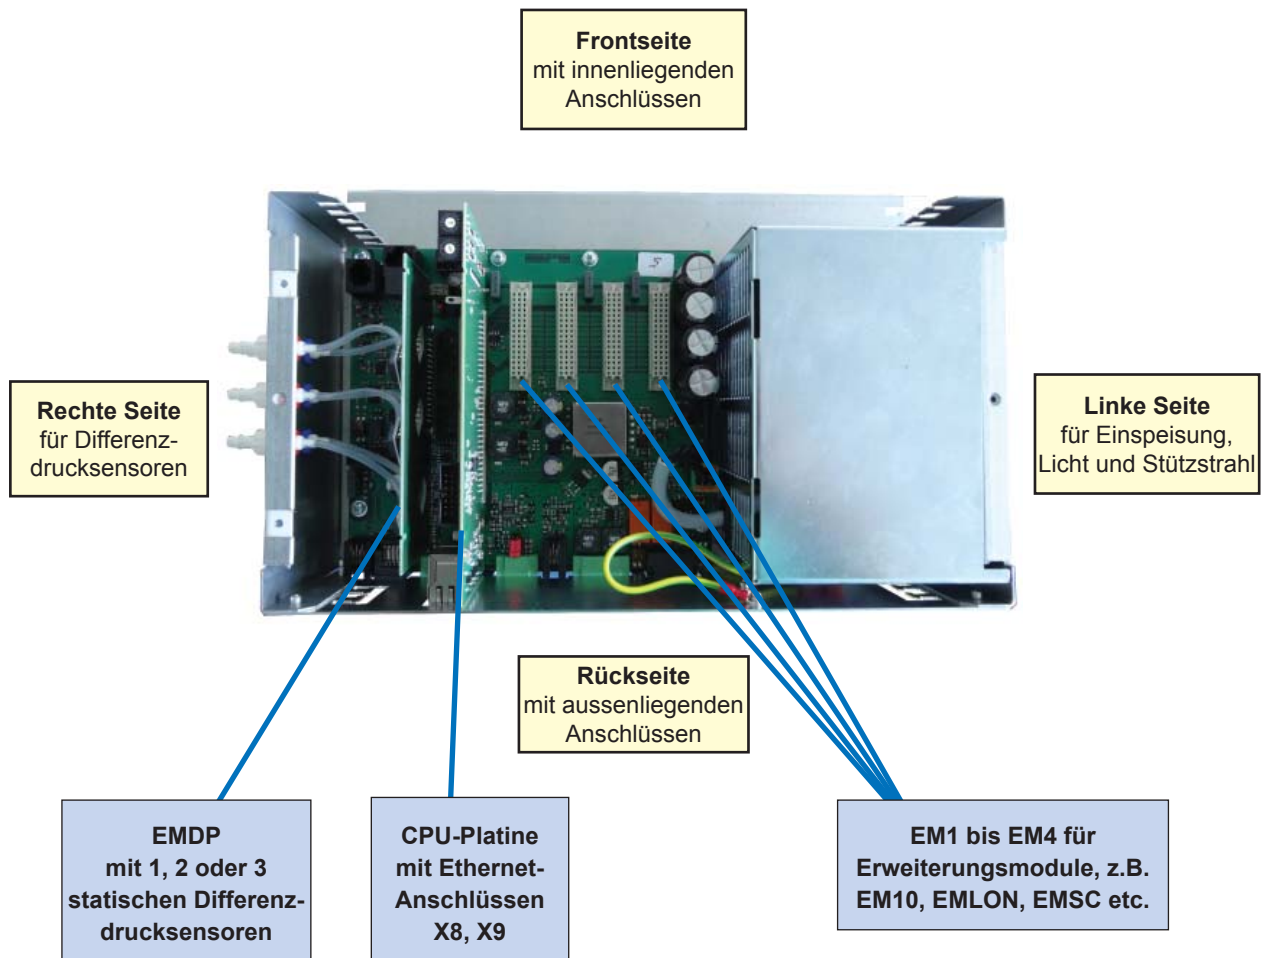 Frontseite
mit innenliegenden
Anschlüssen
Rechte Seite
für Differenz-
drucksensoren
Linke Seite
für Einspeisung,
Licht und Stützstrahl
Rückseite
mit aussenliegenden
Anschlüssen
EMDP
mit 1, 2 oder 3
statischen Differenz-
drucksensoren
CPU-Platine
mit Ethernet-
Anschlüssen
X8, X9
EM1 bis EM4 für
Erweiterungsmodule, z.B.
EM10, EMLON, EMSC etc.